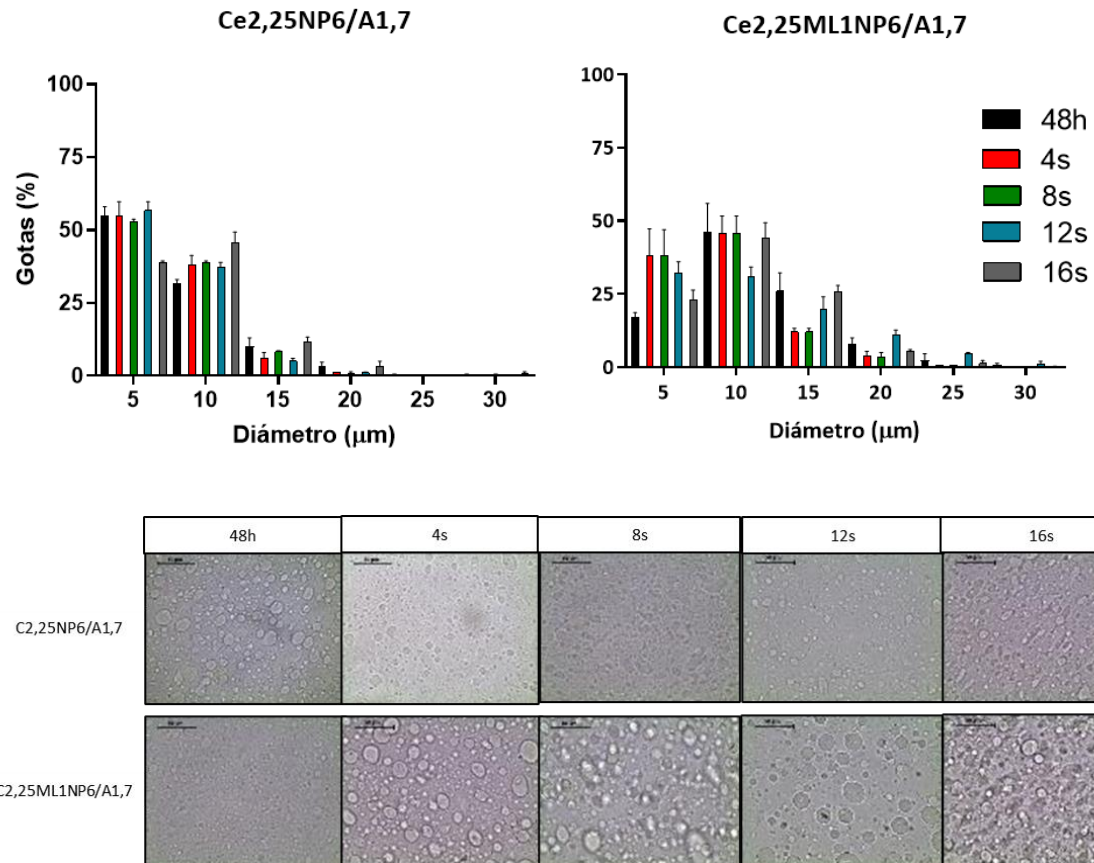 Ce2,25NP6/A1,7
Ce2,25ML1NP6/A1,7
100
75
50
25
0
Gotas (%)
5 10 15 20 25 30
Diámetro (µm)
100
75
50
25
0
5 10 15 20 25 30
Diámetro (µm)
48h
4s
8s
12s
16s
48h 4s 8s 12s 16s
C2,25NP6/A1,7
C2,25ML1NP6/A1,7